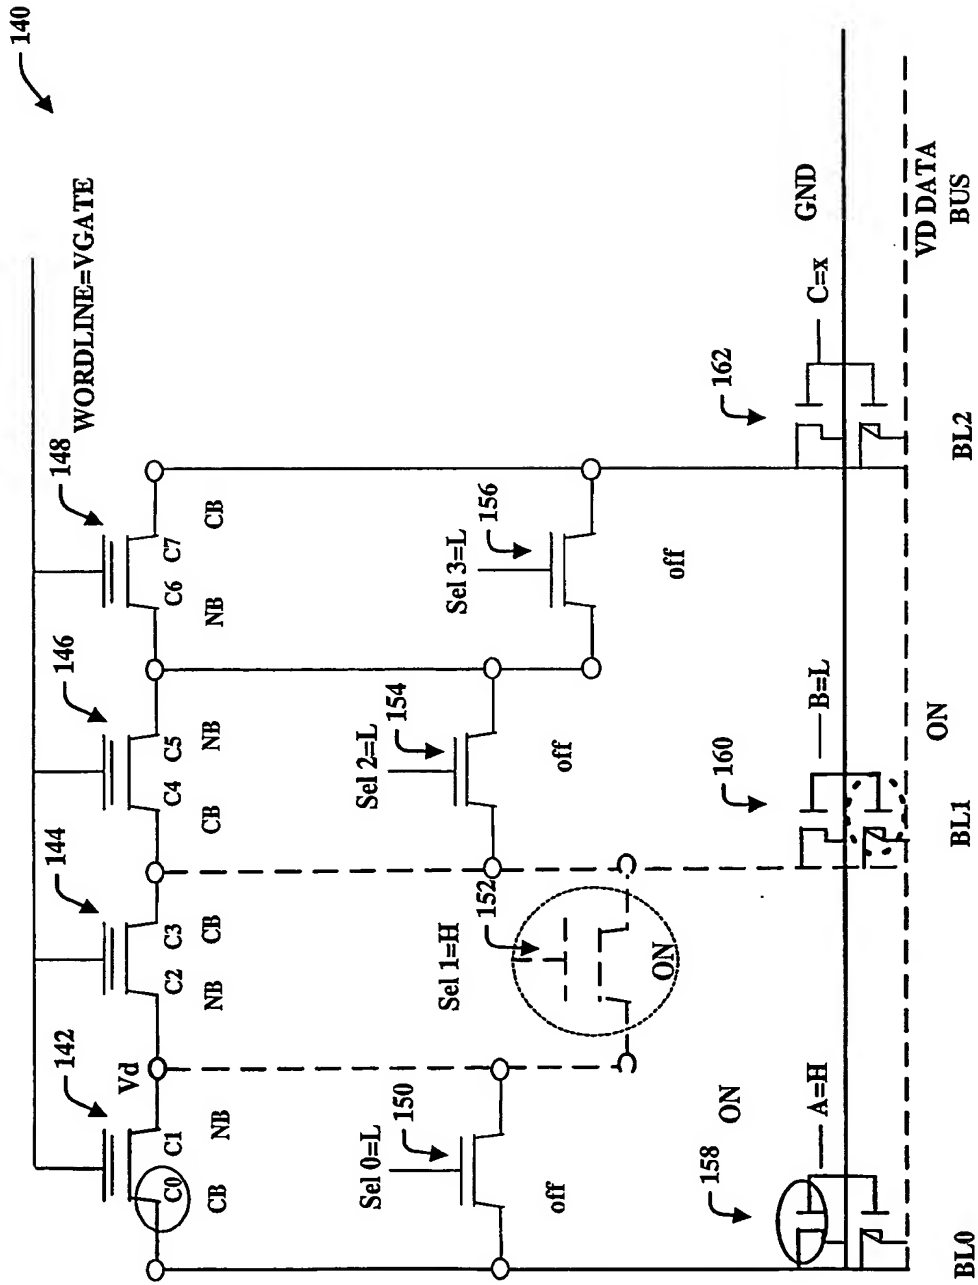 140
WORDLINE=VGATE
142
144
146
148
Vd
C0
C1
C2
C3
C4
C5
C6
C7
CB
NB
NB
CB
CB
NB
NB
CB
Sel 0=L
150
off
Sel 1=H
152
ON
Sel 2=L
154
off
Sel 3=L
156
off
158
ON
A=H
160
B=L
162
C=x
GND
VD DATA
BUS
BL0
BL1
ON
BL2